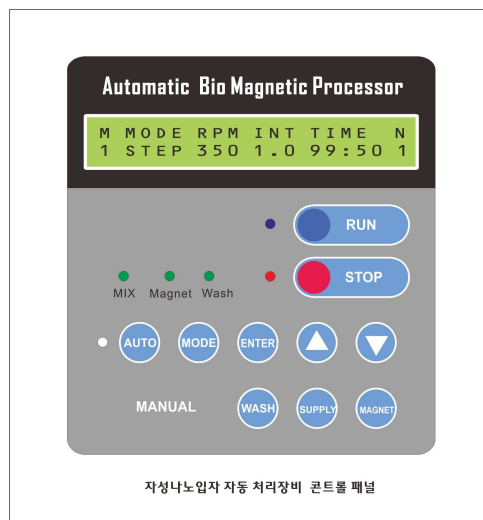 Automatic Bio Magnetic Processor
M MODE RPM INT TIME N
1 STEP 350 1.0 99:50 1
RUN
STOP
MIX Magnet Wash
AUTO MODE ENTER
MANUAL WASH SUPPLY MAGNET
자성나노입자 자동 처리장비 콘트롤 패널